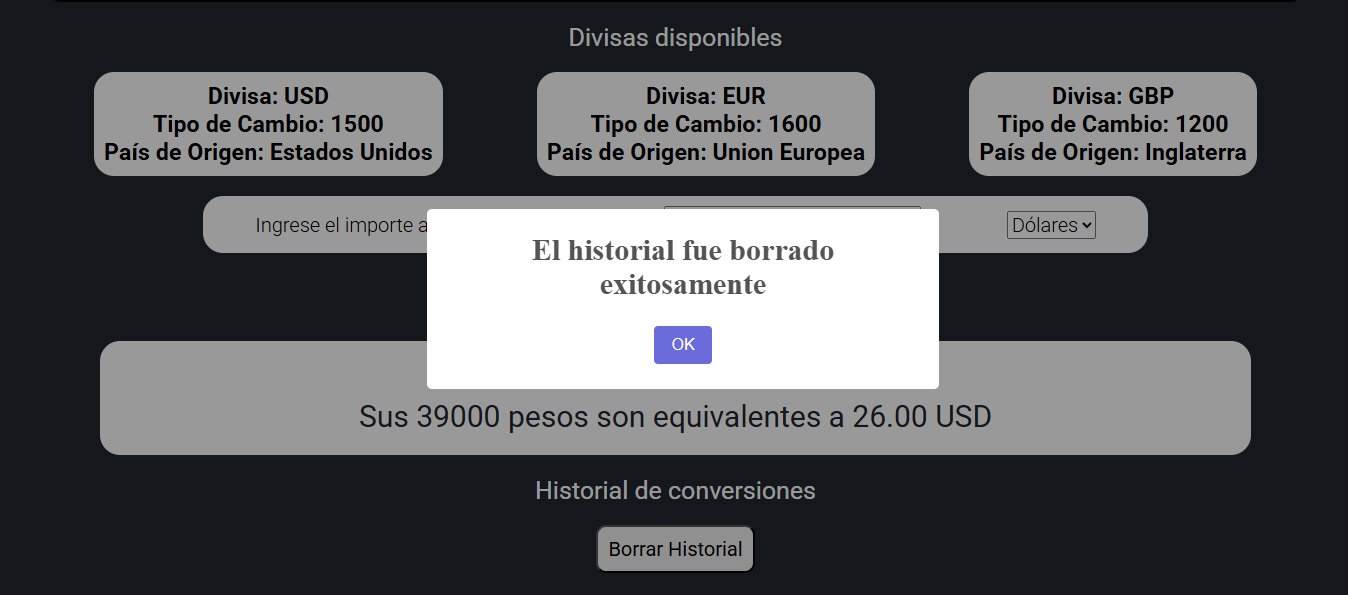 Divisas disponibles
Divisa: USD
Tipo de Cambio: 1500
País de Origen: Estados Unidos
Divisa: EUR
Tipo de Cambio: 1600
País de Origen: Union Europea
Divisa: GBP
Tipo de Cambio: 1200
País de Origen: Inglaterra
Ingrese el importe a
Dólares
El historial fue borrado
exitosamente
OK
Sus 39000 pesos son equivalentes a 26.00 USD
Historial de conversiones
Borrar Historial